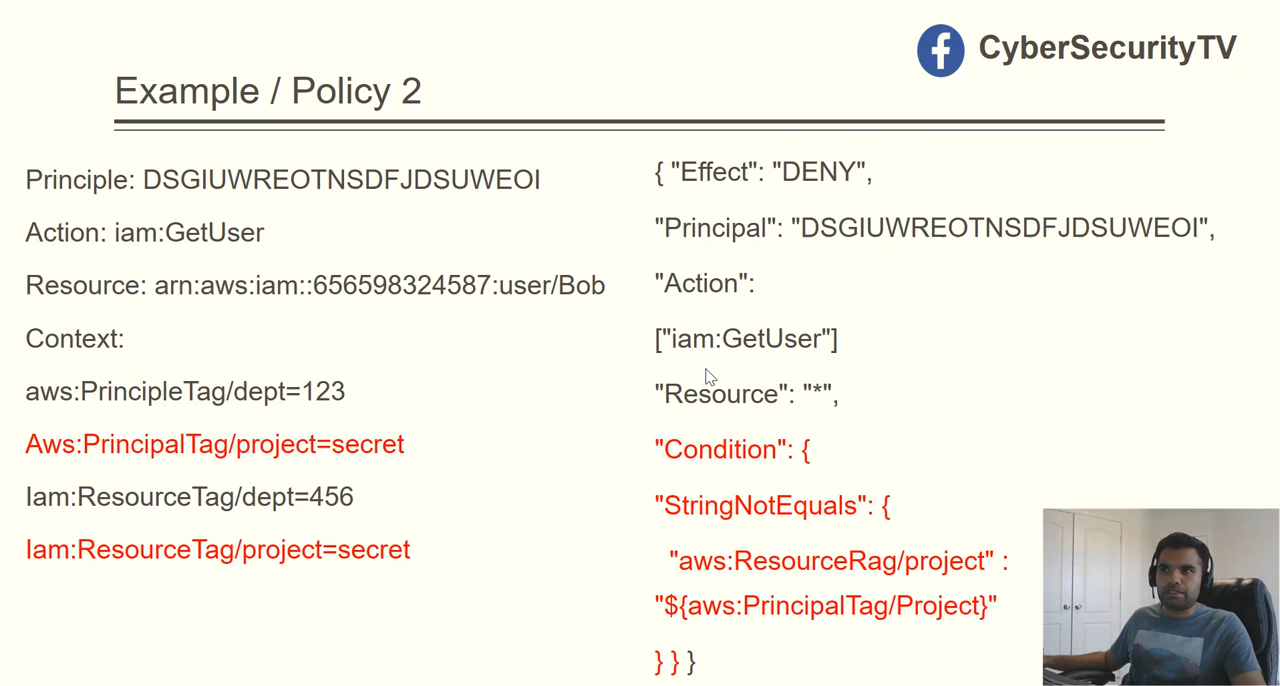 CyberSecurityTV
Example / Policy 2
Principle: DSGIUWREOTNSDFJDSUWEOI
Action: iam:GetUser
Resource: arn:aws:iam::656598324587:user/Bob
Context:
aws:PrincipleTag/dept=123
Aws:PrincipalTag/project=secret
Iam:ResourceTag/dept=456
Iam:ResourceTag/project=secret
{ "Effect": "DENY",
"Principal": "DSGIUWREOTNSDFJDSUWEOI",
"Action":
["iam:GetUser"]
"Resource": "*",
"Condition": {
"StringNotEquals": {
"aws:ResourceRag/project" :
"${aws:PrincipalTag/Project}"
} } }